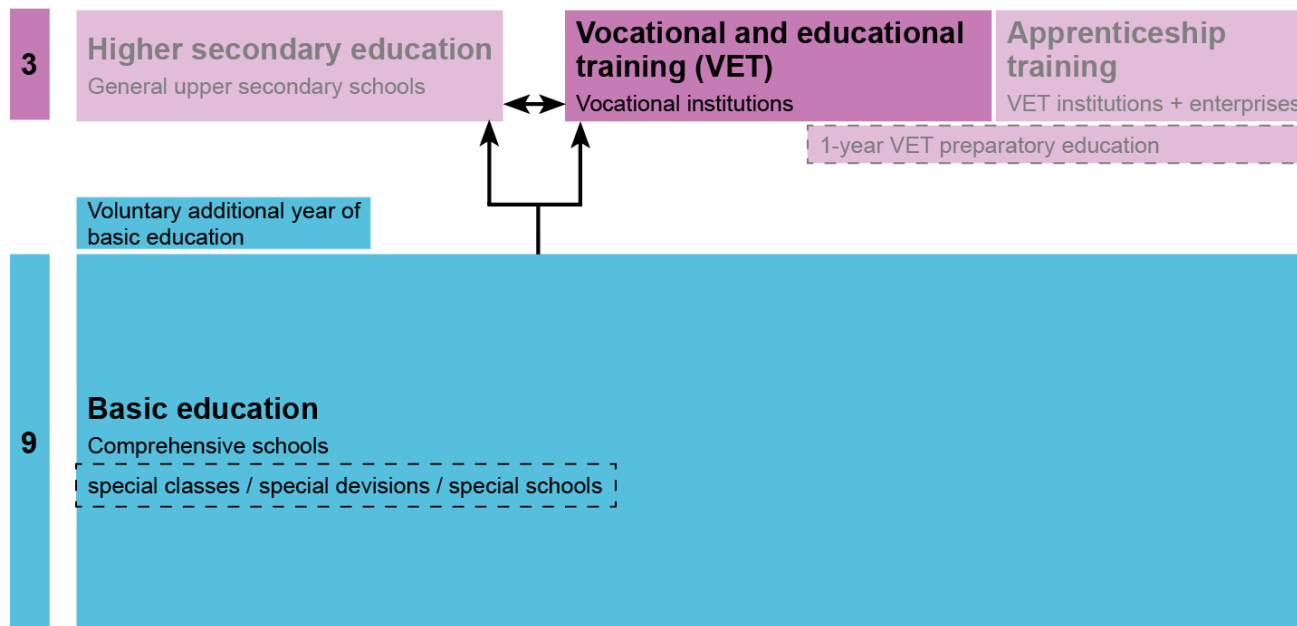 3
Higher secondary education
General upper secondary schools
Vocational and educational
training (VET)
Vocational institutions
Apprenticeship
training
VET institutions + enterprises
1-year VET preparatory education
Voluntary additional year of
basic education
9
Basic education
Comprehensive schools
special classes / special devisions / special schools